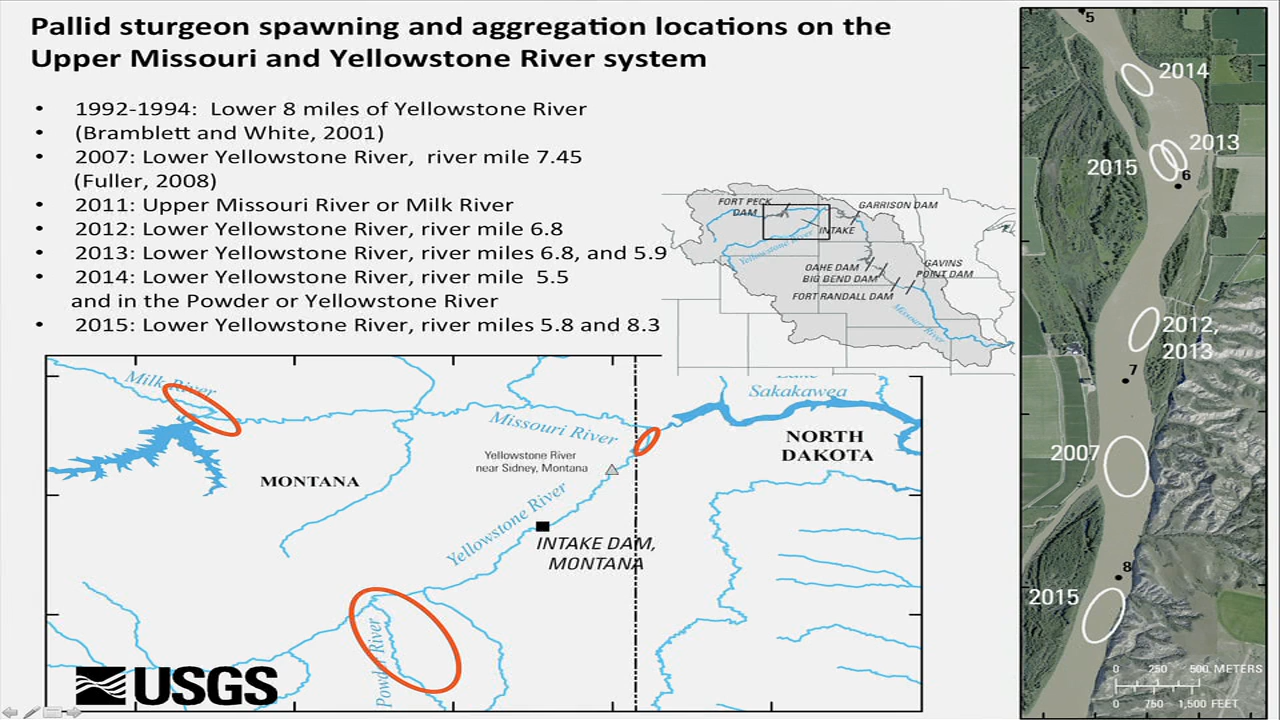 Pallid sturgeon spawning and aggregation locations on the
Upper Missouri and Yellowstone River system
• 1992-1994: Lower 8 miles of Yellowstone River
• (Bramblett and White, 2001)
• 2007: Lower Yellowstone River, river mile 7.45
(Fuller, 2008)
• 2011: Upper Missouri River or Milk River
• 2012: Lower Yellowstone River, river mile 6.8
• 2013: Lower Yellowstone River, river miles 6.8, and 5.9
• 2014: Lower Yellowstone River, river mile 5.5
and in the Powder or Yellowstone River
• 2015: Lower Yellowstone River, river miles 5.8 and 8.3
FORT PECK
DAM
GARRISON DAM
INTAKE
Yellowstone River
OAHE DAM
BIG BEND DAM
GAVINS
POINT DAM
FORT RANDALL DAM
Missouri River
Milk River
Missouri River
Lake
Sakakawea
NORTH
DAKOTA
Yellowstone River
near Sidney, Montana
MONTANA
Yellowstone River
INTAKE DAM,
MONTANA
Powder River
USGS
5
2014
2013
2015
6
2012,
2013
7
2007
8
2015
0 250 500 METERS
0 750 1,500 FEET